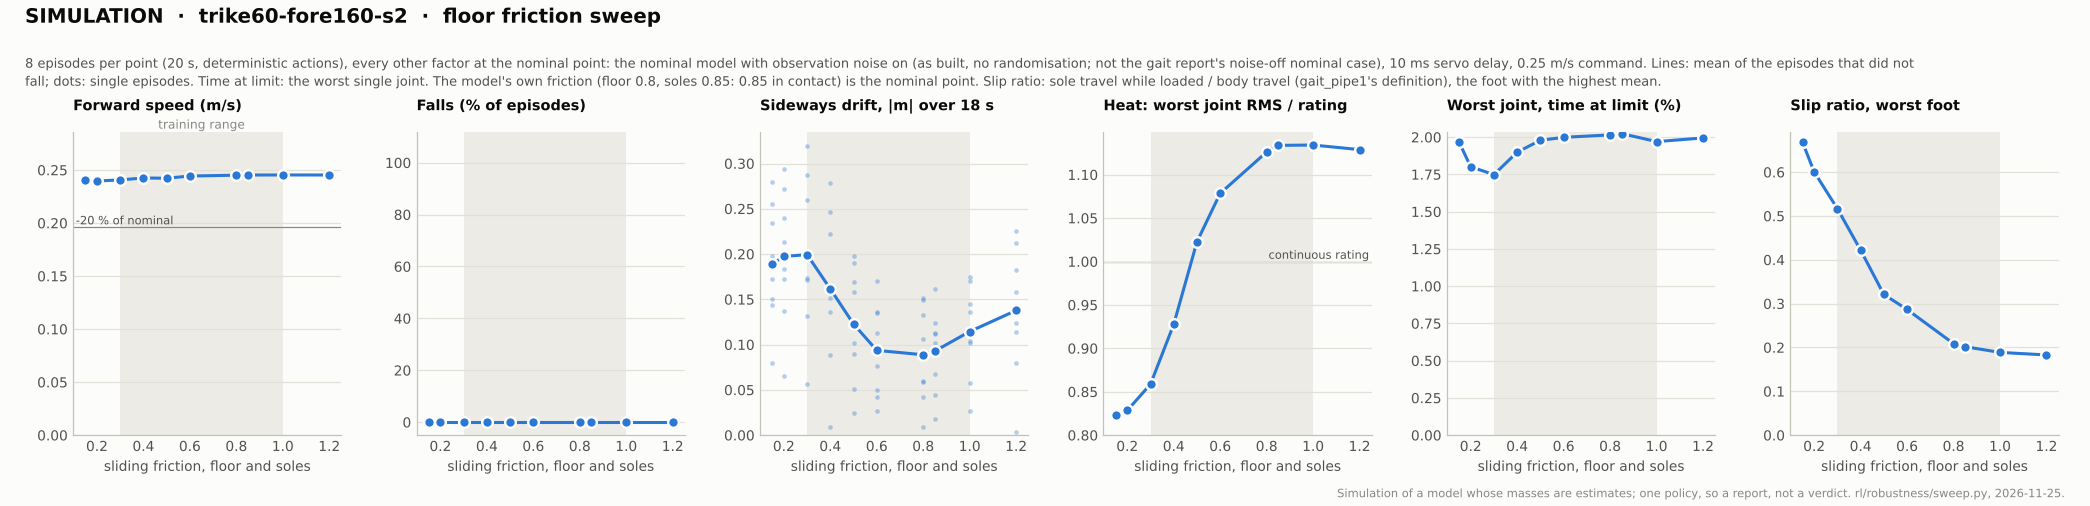 SIMULATION · trike60-fore160-s2 · floor friction sweep
8 episodes per point (20 s, deterministic actions), every other factor at the nominal point: the nominal model with observation noise on (as built, no randomisation; not the gait report's noise-off nominal case), 10 ms servo delay, 0.25 m/s command. Lines: mean of the episodes that did not
fall; dots: single episodes. Time at limit: the worst single joint. The model's own friction (floor 0.8, soles 0.85: 0.85 in contact) is the nominal point. Slip ratio: sole travel while loaded / body travel (gait_pipe1's definition), the foot with the highest mean.
Forward speed (m/s)
training range
0.25
0.20
0.15
0.10
0.05
0.00
-20 % of nominal
0.2 0.4 0.6 0.8 1.0 1.2
sliding friction, floor and soles
Falls (% of episodes)
100
80
60
40
20
0
0.2 0.4 0.6 0.8 1.0 1.2
sliding friction, floor and soles
Sideways drift, |m| over 18 s
0.30
0.25
0.20
0.15
0.10
0.05
0.00
0.2 0.4 0.6 0.8 1.0 1.2
sliding friction, floor and soles
Heat: worst joint RMS / rating
1.10
1.05
1.00
0.95
0.90
0.85
0.80
continuous rating
0.2 0.4 0.6 0.8 1.0 1.2
sliding friction, floor and soles
Worst joint, time at limit (%)
2.00
1.75
1.50
1.25
1.00
0.75
0.50
0.25
0.00
0.2 0.4 0.6 0.8 1.0 1.2
sliding friction, floor and soles
Slip ratio, worst foot
0.6
0.5
0.4
0.3
0.2
0.1
0.0
0.2 0.4 0.6 0.8 1.0 1.2
sliding friction, floor and soles
Simulation of a model whose masses are estimates; one policy, so a report, not a verdict. rl/robustness/sweep.py, 2026-11-25.